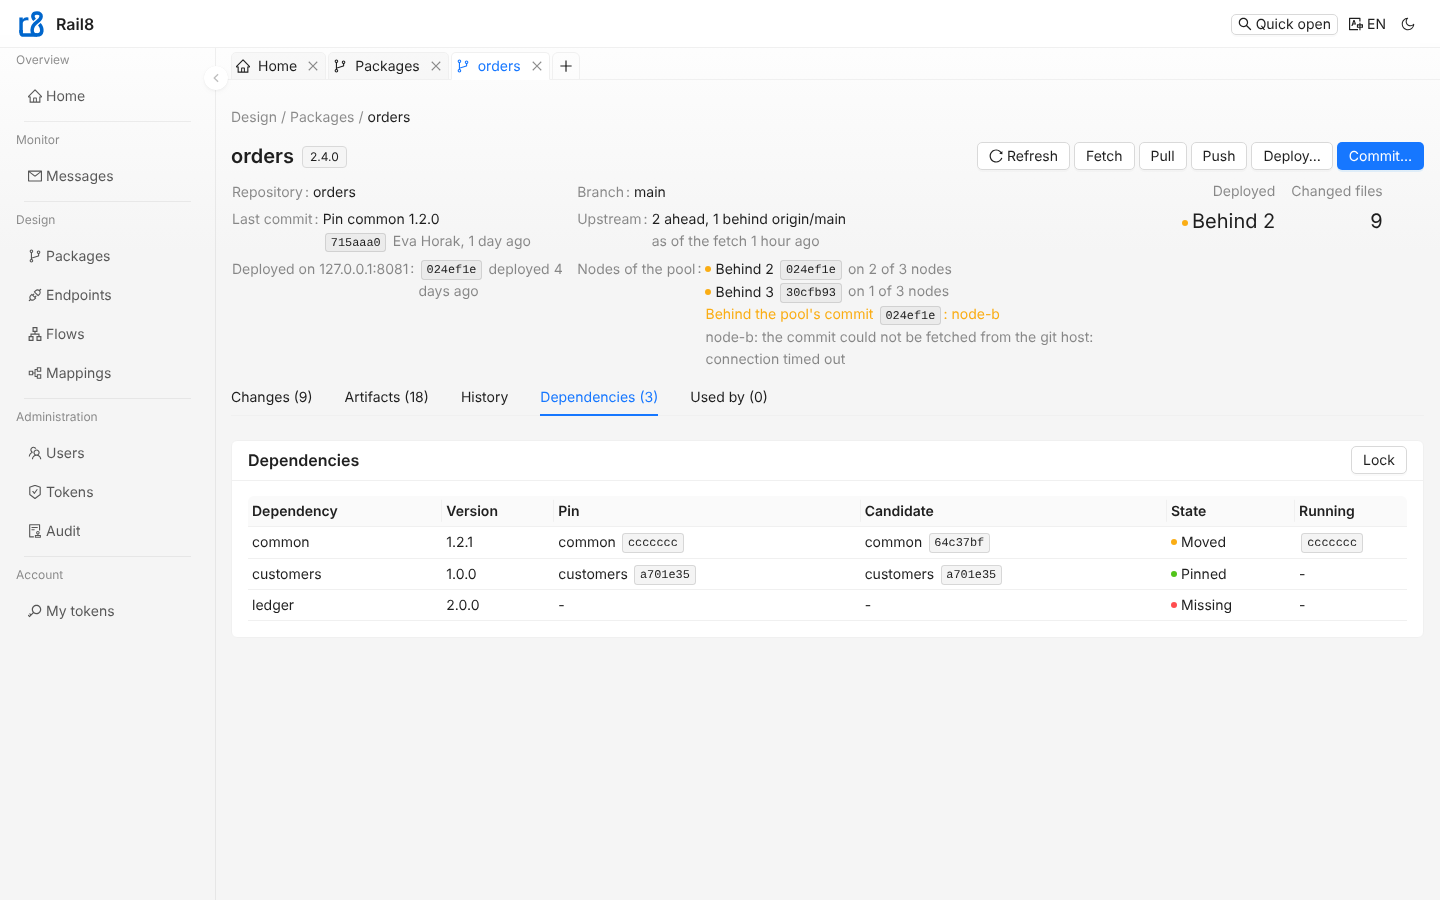 Rail8
Quick open
EN
Overview
Home
Monitor
Messages
Design
Packages
Endpoints
Flows
Mappings
Administration
Users
Tokens
Audit
Account
My tokens
Home
Packages
orders
Design / Packages / orders
orders 2.4.0
Refresh
Fetch
Pull
Push
Deploy...
Commit...
Repository: orders
Branch: main
Last commit: Pin common 1.2.0
715aaa0 Eva Horak, 1 day ago
Upstream: 2 ahead, 1 behind origin/main
as of the fetch 1 hour ago
Deployed on 127.0.0.1:8081: 024ef1e deployed 4
days ago
Nodes of the pool: Behind 2 024ef1e on 2 of 3 nodes
Behind 3 30cfb93 on 1 of 3 nodes
Behind the pool's commit 024ef1e : node-b
node-b: the commit could not be fetched from the git host:
connection timed out
Deployed
Behind 2
Changed files
9
Changes (9)
Artifacts (18)
History
Dependencies (3)
Used by (0)
Dependencies
Lock
Dependency Version Pin Candidate State Running
common 1.2.1 common ccccccc common 64c37bf Moved ccccccc
customers 1.0.0 customers a701e35 customers a701e35 Pinned -
ledger 2.0.0 - - Missing -